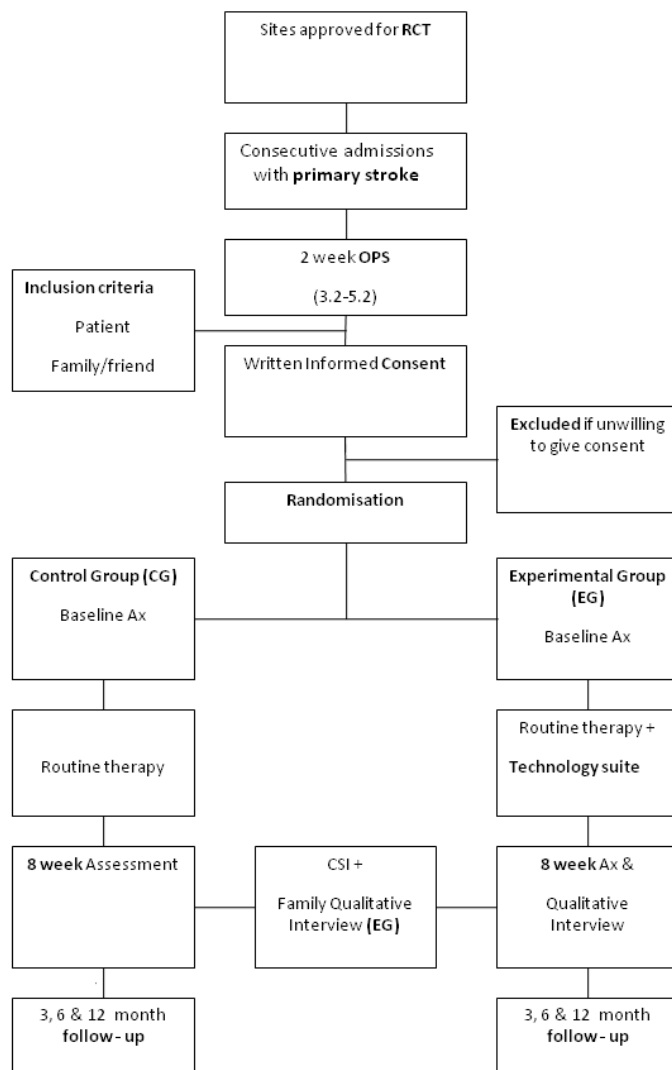 Sites approved for RCT
Consecutive admissions
with primary stroke
2 week OPS
(3.2-5.2)
Inclusion criteria
Patient
Family/friend
Written Informed Consent
Excluded if unwilling
to give consent
Randomisation
Control Group (CG)
Baseline Ax
Experimental Group
(EG)
Baseline Ax
Routine therapy
Routine therapy +
Technology suite
8 week Assessment
CSI +
Family Qualitative
Interview (EG)
8 week Ax &
Qualitative
Interview
3, 6 & 12 month
follow- up
3, 6 & 12 month
follow- up